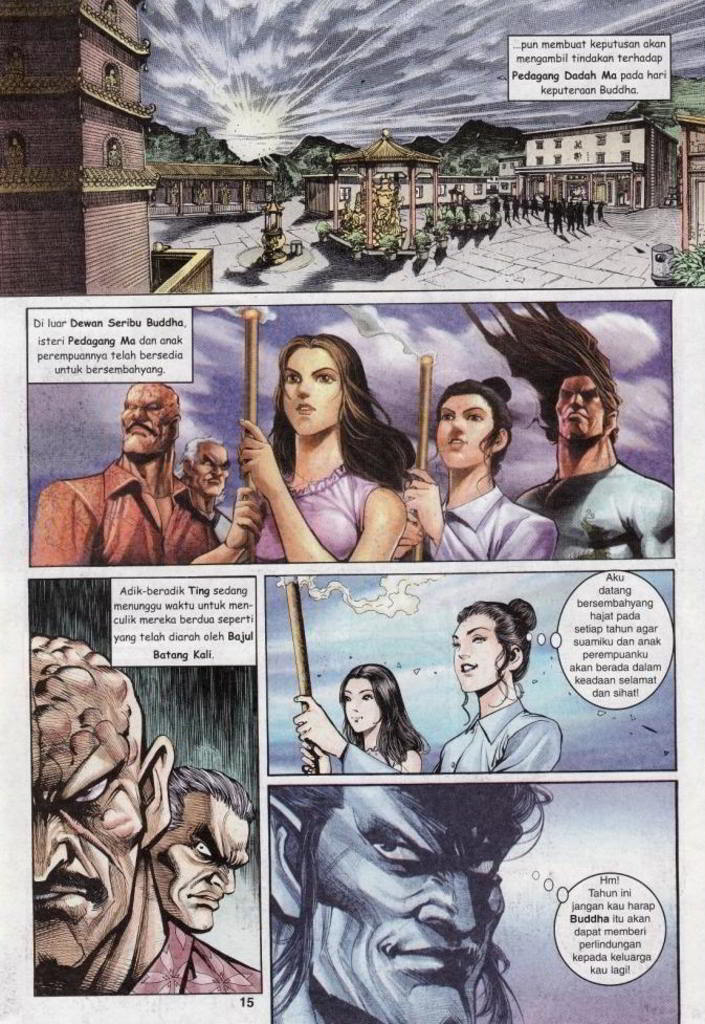 ...pun membuat keputusan akan
mengambil tindakan terhadap
Pedagang Dadah Ma pada hari
keputeraan Buddha.
Di luar Dewan Seribu Buddha,
isteri Pedagang Ma dan anak
perempuannya telah bersedia
untuk bersembahyang.
Adik-beradik Ting sedang
menunggu waktu untuk men-
culik mereka berdua seperti
yang telah diarah oleh Bajul
Batang Kali.
Aku
datang
bersembahyang
hajat pada
setiap tahun agar
suamiku dan anak
perempuanku
akan berada dalam
keadaan selamat
dan sihat!
Hm!
Tahun ini
jangan kau harap
Buddha itu akan
dapat memberi
perlindungan
kepada keluarga
kau lagi!
15